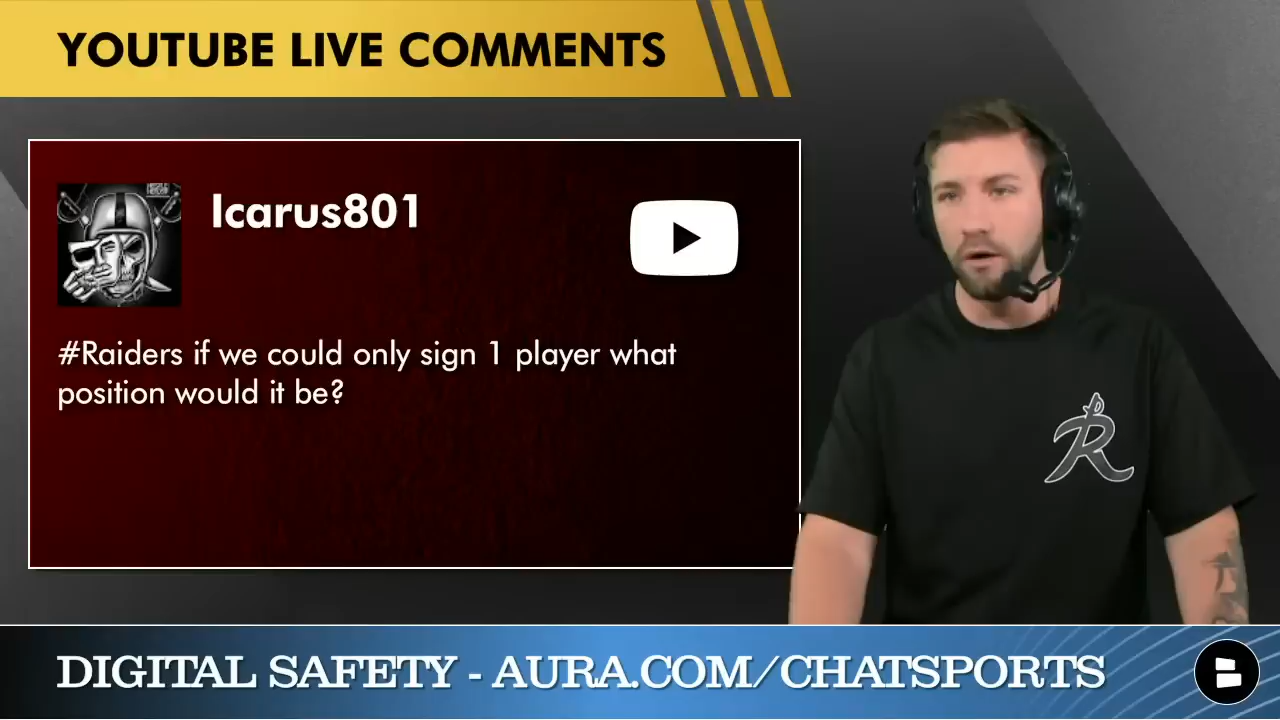 YOUTUBE LIVE COMMENTS
Icarus801
#Raiders if we could only sign 1 player what
position would it be?
R
DIGITAL SAFETY - AURA.COM/CHATSPORTS